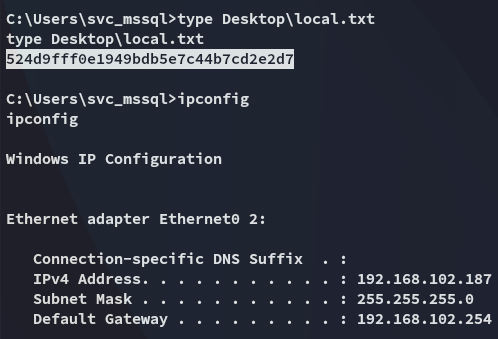 C:\Users\svc_mssql>type Desktop\local.txt
type Desktop\local.txt
524d9fff0e1949bdb5e7c44b7cd2e2d7
C:\Users\svc_mssql>ipconfig
ipconfig
Windows IP Configuration
Ethernet adapter Ethernet0 2:
Connection-specific DNS Suffix  . :
IPv4 Address. . . . . . . . . . . : 192.168.102.187
Subnet Mask . . . . . . . . . . . : 255.255.255.0
Default Gateway . . . . . . . . . : 192.168.102.254